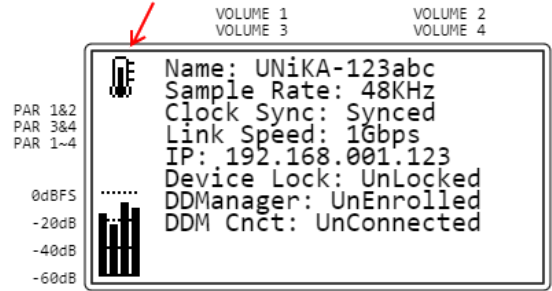 VOLUME 1 VOLUME 2
VOLUME 3 VOLUME 4
Name: UNiKA-123abc
Sample Rate: 48KHz
Clock Sync: Synced
Link Speed: 1Gbps
IP: 192.168.001.123
Device Lock: UnLocked
DDManager: UnEnrolled
DDM Cnct: UnConnected
PAR 1&2
PAR 3&4
PAR 1~4
0dBFS
-20dB
-40dB
-60dB